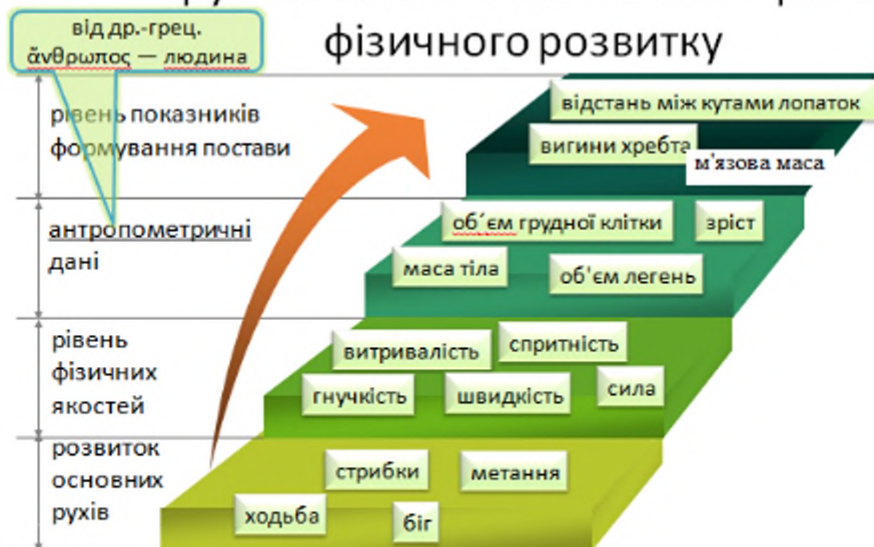 фізичного розвитку
від др.-грец.
ἄνθρωπος — людина
рівень показників
формування постави
відстань між кутами лопаток
вигини хребта
м'язова маса
антропометричні
дані
об´єм грудної клітки
зріст
маса тіла
об'єм легень
рівень
фізичних
якостей
витривалість
спритність
гнучкість
швидкість
сила
розвиток
основних
рухів
стрибки
метання
ходьба
біг